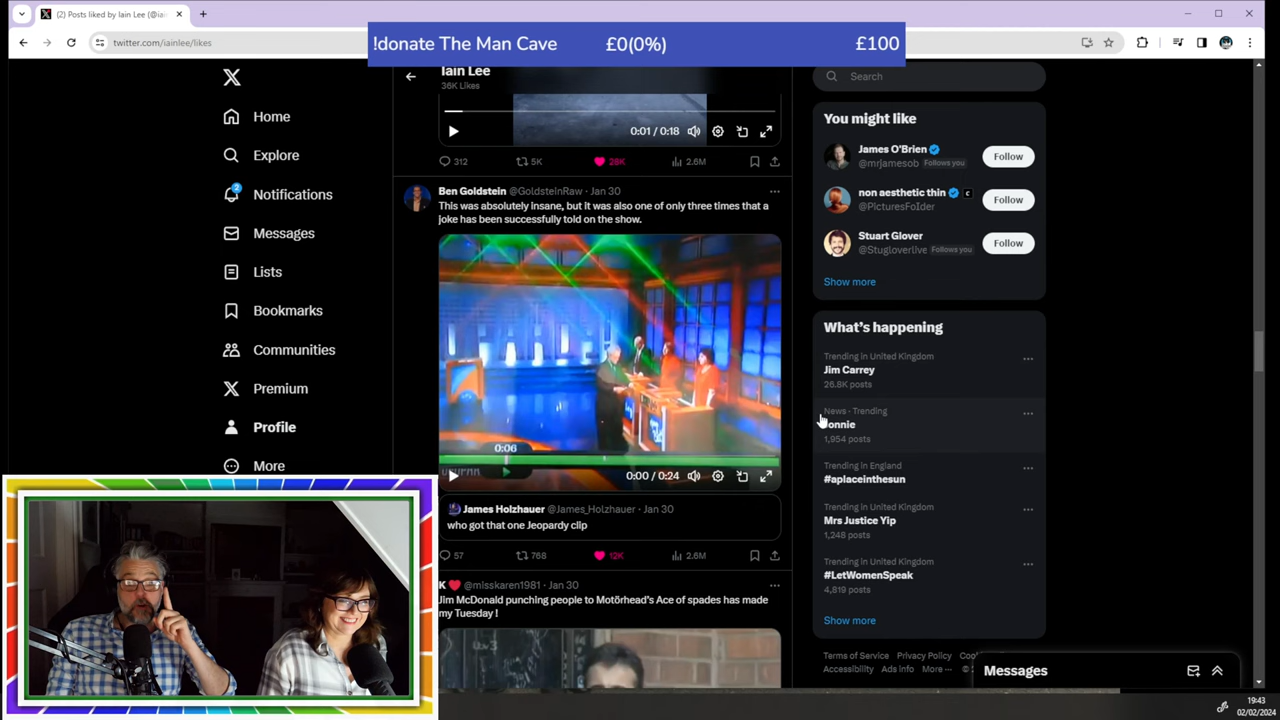 (2) Posts liked by Iain Lee (@iai
twitter.com/iainlee/likes
!donate The Man Cave £0(0%) £100
Iain Lee
36K Likes
Home
Explore
2
Notifications
Messages
Lists
Bookmarks
Communities
Premium
Profile
More
0:01 / 0:18
312 5K 28K 2.6M
Ben Goldstein @GoldsteinRaw · Jan 30
This was absolutely insane, but it was also one of only three times that a
joke has been successfully told on the show.
0:06
0:00 / 0:24
James Holzhauer @James_Holzhauer · Jan 30
who got that one Jeopardy clip
57 768 12K 2.6M
K ❤️ @misskaren1981 · Jan 30
Jim McDonald punching people to Motörhead's Ace of spades has made
my Tuesday !
Search
You might like
James O'Brien
@mrjamesob Follows you
Follow
non aesthetic thin
@PicturesFoIder
Follow
Stuart Glover
@Stugloverlive Follows you
Follow
Show more
What's happening
Trending in United Kingdom
Jim Carrey
26.8K posts
News · Trending
onnie
1,954 posts
Trending in England
#aplaceinthesun
Trending in United Kingdom
Mrs Justice Yip
1,248 posts
Trending in United Kingdom
#LetWomenSpeak
4,819 posts
Show more
Terms of Service Privacy Policy
Accessibility Ads info More ···
Messages
19:43
02/02/2024